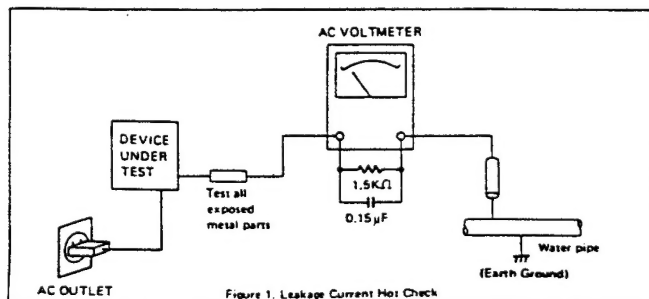 AC VOLTMETER
DEVICE
UNDER
TEST
Test all
exposed
metal parts
1.5KΩ
0.15µF
Water pipe
(Earth Ground)
AC OUTLET
Figure 1. Leakage Current Hot Check